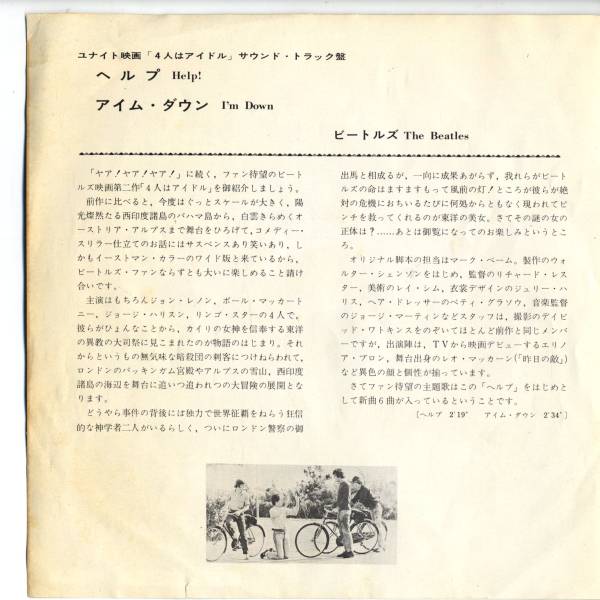 ユナイト映画「4人はアイドル」サウンド・トラック盤
ヘルプ Help!
アイム・ダウン I'm Down
ビートルズ The Beatles
「ヤァ!ヤァ!ヤァ!」に続く,ファン待望のビート
ルズ映画第二作「4人はアイドル」を御紹介しましょう。
前作に比べると,今度はぐっとスケールが大きく,陽
光燦然たる西印度諸島のバハマ島から,白雲きらめくオ
ーストリア・アルプスまで舞台をひろげて,コメディー・
スリラー仕立てのお話にはサスペンスあり笑いあり,し
かもイーストマン・カラーのワイド版と来ているから,
ビートルズ・ファンならずとも大いに楽しめること請け
合いです。
主演はもちろんジョン・レノン,ポール・マッカート
ニー,ジョージ・ハリスン,リンゴ・スターの4人で,
彼らがひょんなことから,カイリの女神を信奉する東洋
の異教の大司祭に見こまれたのが物語のはじまり。それ
からというもの無気味な暗殺団の刺客につけねらわれて,
ロンドンのバッキンガム宮殿やアルプスの雪山,西印度
諸島の海辺を舞台に追いつ追われつの大冒険の展開とな
ります。
どうやら事件の背後には独力で世界征覇をねらう狂信
的な神学者二人がいるらしく,ついにロンドン警察の御
出馬と相成るが,一向に成果あがらず,我れらがビート
ルズの命はますますもって風前の灯!ところが彼らが絶
対の危機におちいるたびに何処からともなく現われてピ
ンチを救ってくれるのが東洋の美女。さてその謎の女の
正体は?……あとは御覧になってのお楽しみというとこ
ろ。
オリジナル脚本の担当はマーク・ベーム。製作のウォ
ルター・シェンゾンをはじめ,監督のリチャード・レス
ター,美術のレイ・シム,衣裳デザインのジュリー・ハ
リス,ヘア・ドレッサーのベティ・グラソウ,音楽監督
のジョージ・マーティンなどスタッフは,撮影のデイビ
ッド・ワトキンスをのぞいてほとんど前作と同じメンバ
ーですが,出演陣は,TVから映画デビューするエリノ
ア・ブロン,舞台出身のレオ・マッカーン(「昨日の敵」)
など異色の顔と個性が揃っています。
さてファン待望の主題歌はこの「ヘルプ」をはじめと
して新曲6曲が入っているということです。
〔ヘルプ 2'19" アイム・ダウン 2'34"〕